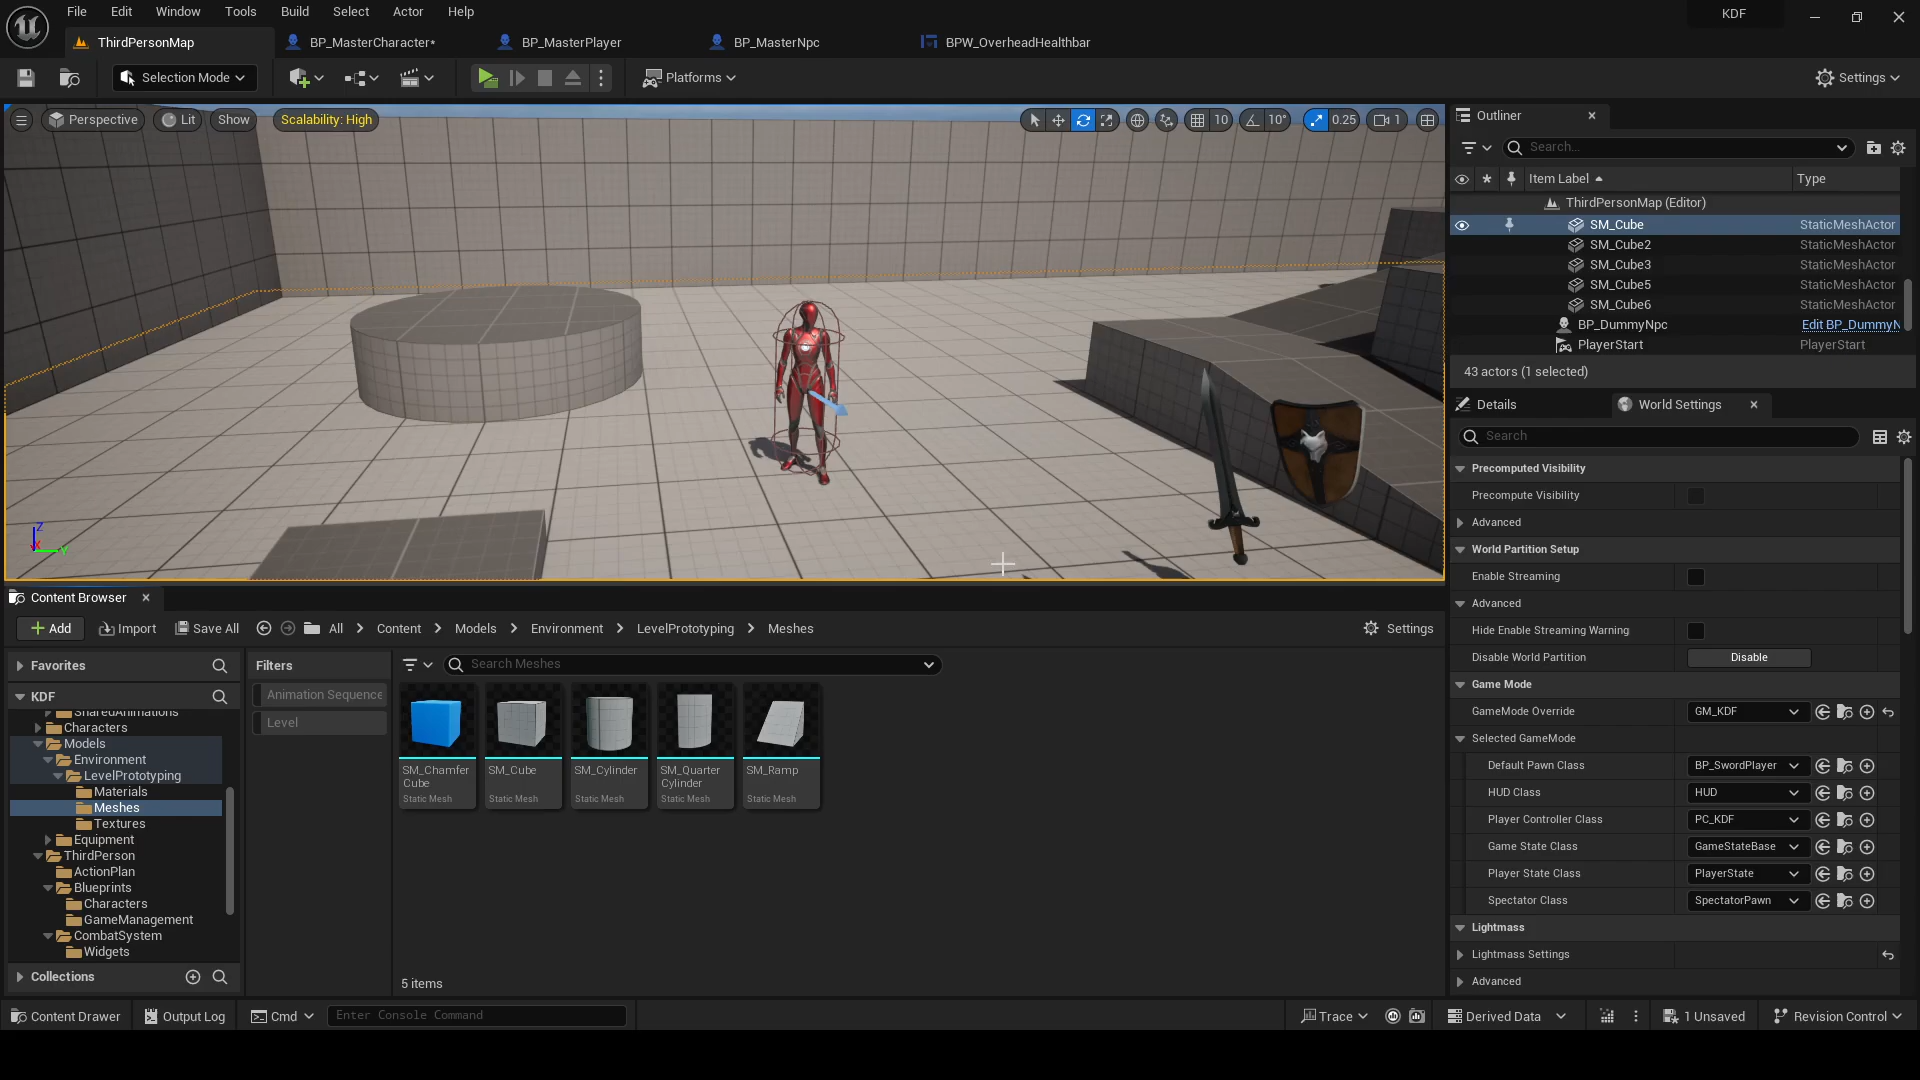 File Edit Window Tools Build Select Actor Help KDF
ThirdPersonMap BP_MasterCharacter* BP_MasterPlayer BP_MasterNpc BPW_OverheadHealthbar
Selection Mode Platforms Settings
Perspective Lit Show Scalability: High 10 10° 0.25 1
Z
X
Y
Outliner
Search...
Item Label Type
ThirdPersonMap (Editor)
SM_Cube StaticMeshActor
SM_Cube2 StaticMeshActor
SM_Cube3 StaticMeshActor
SM_Cube5 StaticMeshActor
SM_Cube6 StaticMeshActor
BP_DummyNpc Edit BP_DummyN
PlayerStart PlayerStart
43 actors (1 selected)
Details World Settings
Search
Precomputed Visibility
Precompute Visibility
Advanced
World Partition Setup
Enable Streaming
Advanced
Hide Enable Streaming Warning
Disable World Partition Disable
Game Mode
GameMode Override GM_KDF
Selected GameMode
Default Pawn Class BP_SwordPlayer
HUD Class HUD
Player Controller Class PC_KDF
Game State Class GameStateBase
Player State Class PlayerState
Spectator Class SpectatorPawn
Lightmass
Lightmass Settings
Advanced
Content Browser
Add Import Save All All Content Models Environment LevelPrototyping Meshes Settings
Favorites
KDF
SharedAnimations
Characters
Models
Environment
LevelPrototyping
Materials
Meshes
Textures
Equipment
ThirdPerson
ActionPlan
Blueprints
Characters
GameManagement
CombatSystem
Widgets
Collections
Filters
Animation Sequence
Level
Search Meshes
SM_Chamfer
Cube
Static Mesh
SM_Cube
Static Mesh
SM_Cylinder
Static Mesh
SM_Quarter
Cylinder
Static Mesh
SM_Ramp
Static Mesh
5 items
Content Drawer Output Log Cmd Enter Console Command Trace Derived Data 1 Unsaved Revision Control